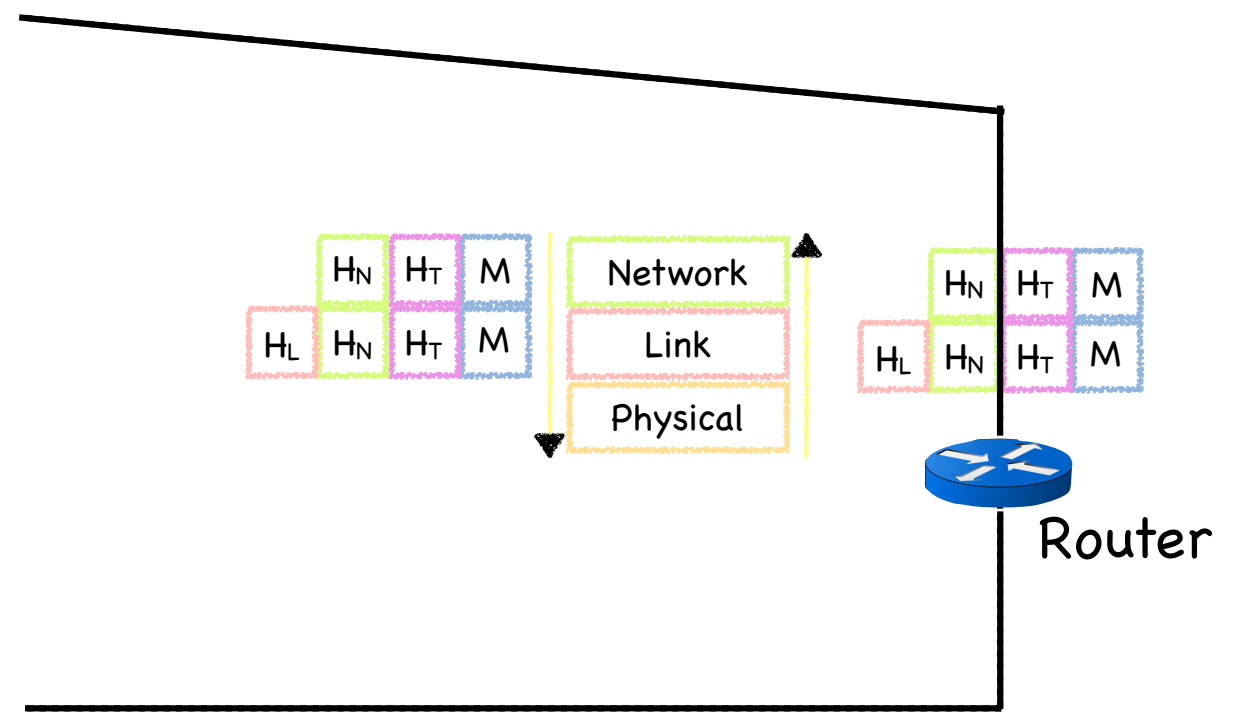 HN HT M
HL HN HT M
Network
Link
Physical
HN HT M
HL HN HT M
Router